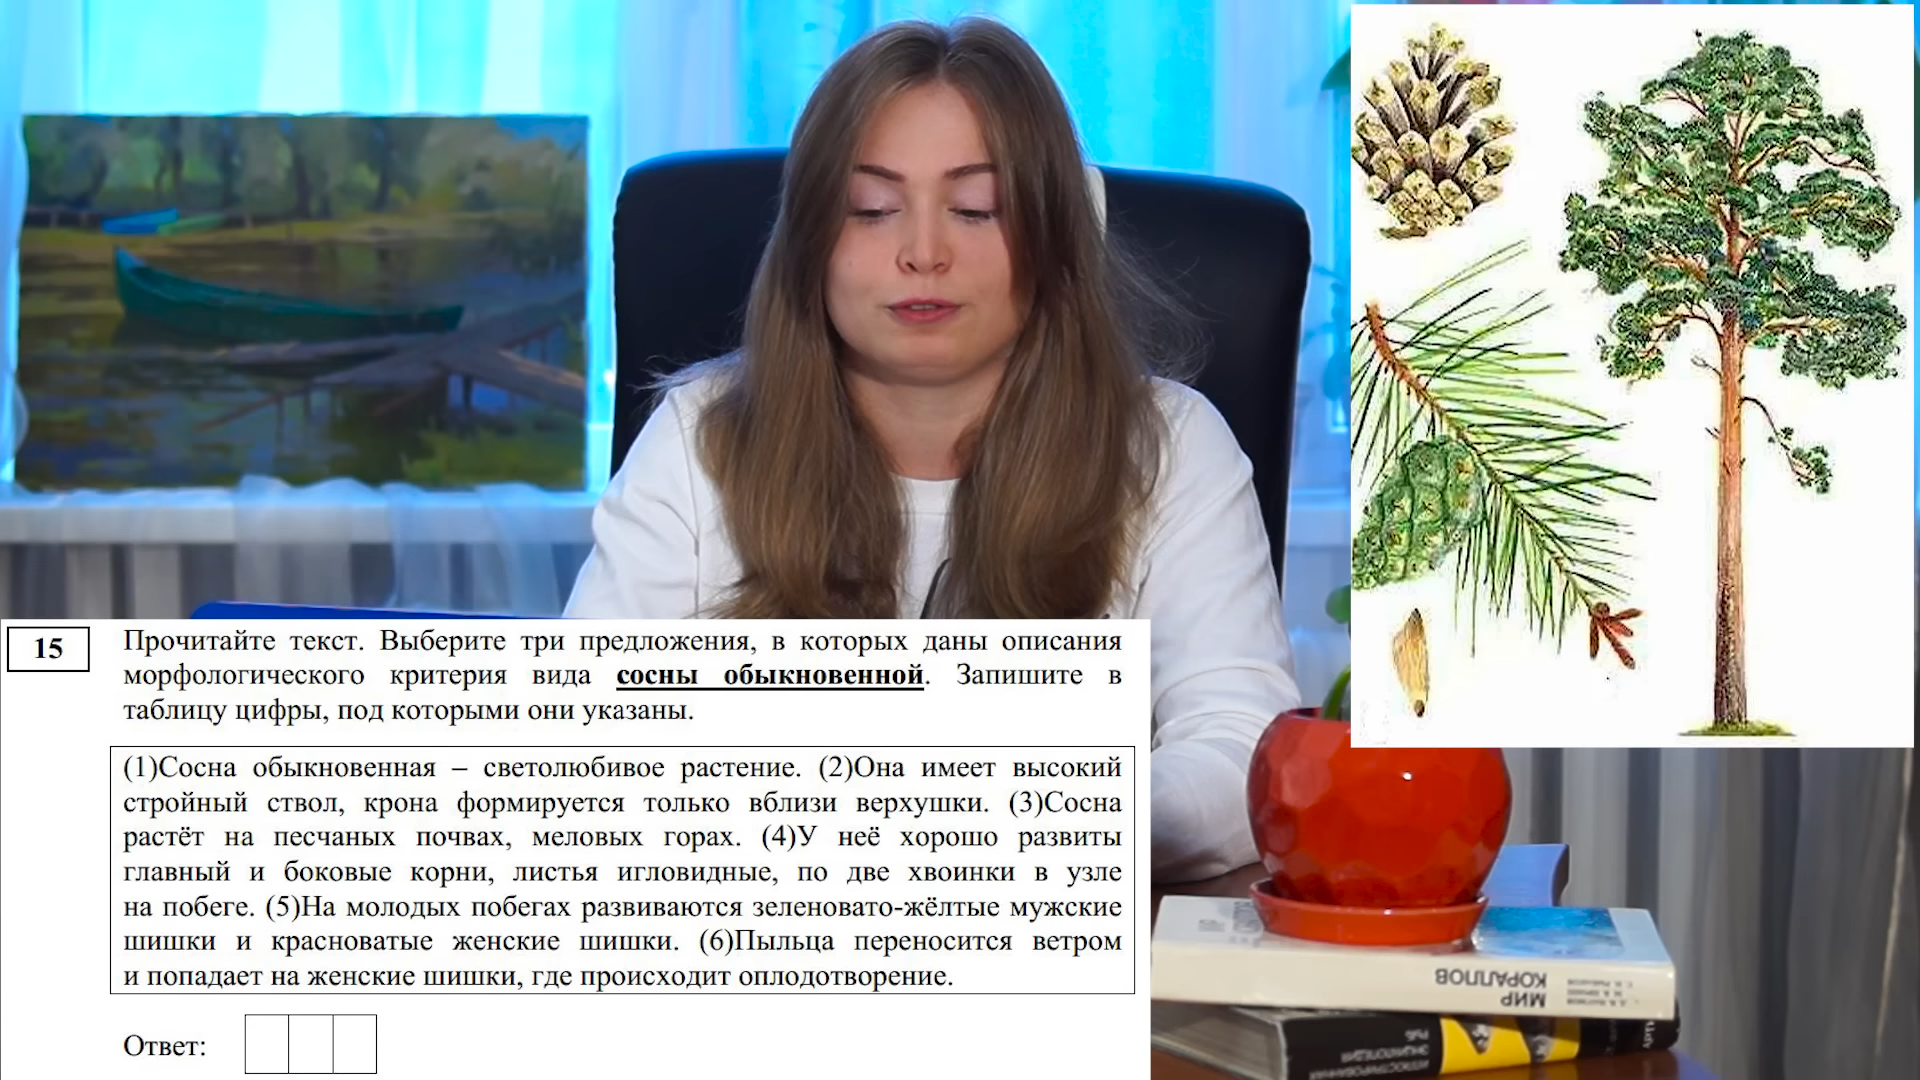 15
Прочитайте текст. Выберите три предложения, в которых даны описания
морфологического критерия вида сосны обыкновенной. Запишите в
таблицу цифры, под которыми они указаны.
(1)Сосна обыкновенная – светолюбивое растение. (2)Она имеет высокий
стройный ствол, крона формируется только вблизи верхушки. (3)Сосна
растёт на песчаных почвах, меловых горах. (4)У неё хорошо развиты
главный и боковые корни, листья игловидные, по две хвоинки в узле
на побеге. (5)На молодых побегах развиваются зеленовато-жёлтые мужские
шишки и красноватые женские шишки. (6)Пыльца переносится ветром
и попадает на женские шишки, где происходит оплодотворение.
Ответ:
МИР
КОРАЛЛОВ